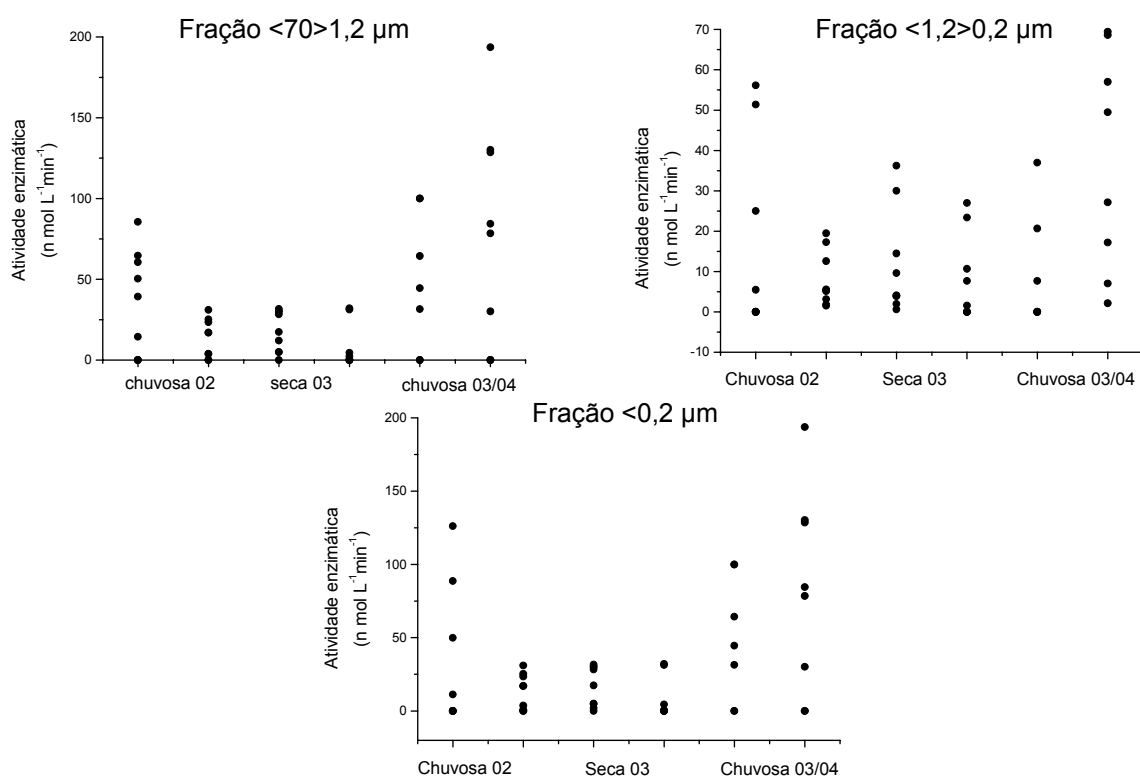 Fração <70>1,2 µm
200
150
100
50
0
Atividade enzimática
(n mol L⁻¹min⁻¹)
chuvosa 02 seca 03 chuvosa 03/04
Fração <1,2>0,2 µm
70
60
50
40
30
20
10
0
-10
Atividade enzimática
(n mol L⁻¹min⁻¹)
Chuvosa 02 Seca 03 Chuvosa 03/04
Fração <0,2 µm
200
150
100
50
0
Atividade enzimática
(n mol L⁻¹min⁻¹)
Chuvosa 02 Seca 03 Chuvosa 03/04